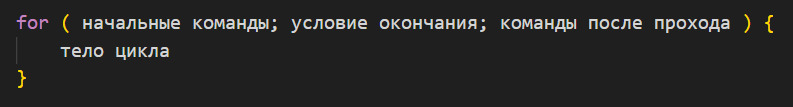 for ( начальные команды; условие окончания; команды после прохода ) {
тело цикла
}